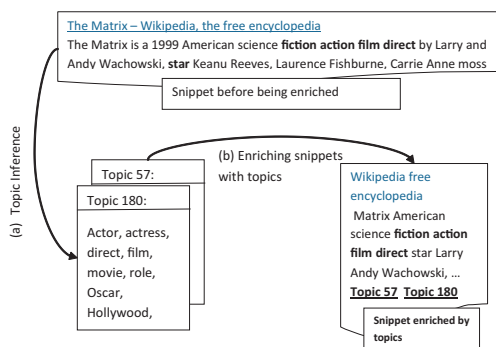 The Matrix – Wikipedia, the free encyclopedia
The Matrix is a 1999 American science fiction action film direct by Larry and
Andy Wachowski, star Keanu Reeves, Laurence Fishburne, Carrie Anne moss
Snippet before being enriched
(a) Topic Inference
(b) Enriching snippets
with topics
Topic 57:
Topic 180:
Actor, actress,
direct, film,
movie, role,
Oscar,
Hollywood,
Wikipedia free
encyclopedia
Matrix American
science fiction action
film direct star Larry
Andy Wachowski, ...
Topic 57 Topic 180
Snippet enriched by
topics